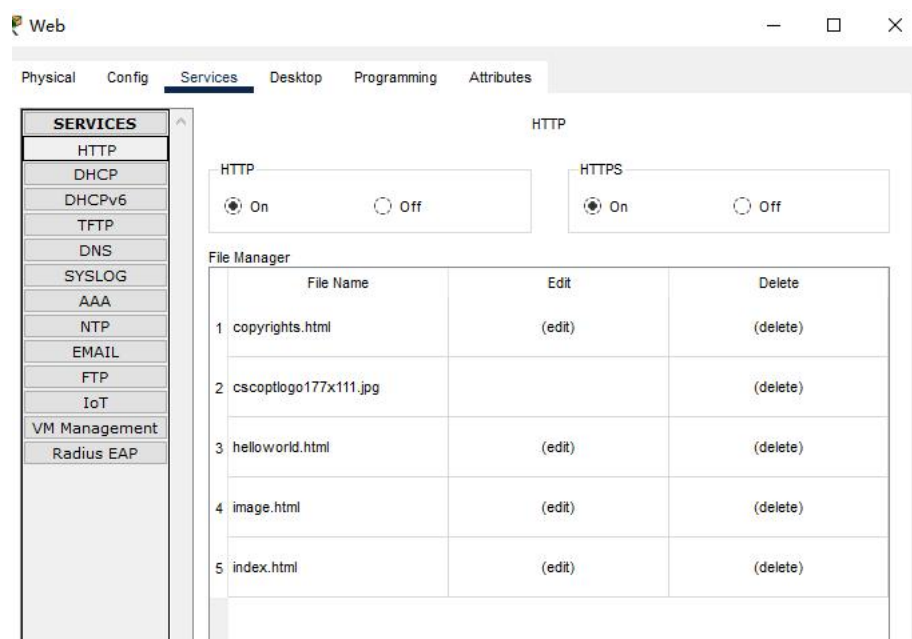 Web
Physical Config Services Desktop Programming Attributes
SERVICES
HTTP
DHCP
DHCPv6
TFTP
DNS
SYSLOG
AAA
NTP
EMAIL
FTP
IoT
VM Management
Radius EAP
HTTP
HTTP
On Off
HTTPS
On Off
File Manager
File Name Edit Delete
1 copyrights.html (edit) (delete)
2 cscoptlogo177x111.jpg (delete)
3 helloworld.html (edit) (delete)
4 image.html (edit) (delete)
5 index.html (edit) (delete)